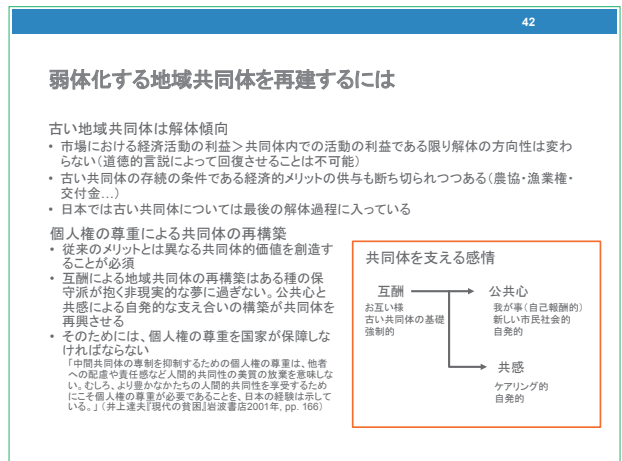 42
弱体化する地域共同体を再建するには
古い地域共同体は解体傾向
• 市場における経済活動の利益＞共同体内での活動の利益である限り解体の方向性は変わ
らない（道徳的言説によって回復させることは不可能）
• 古い共同体の存続の条件である経済的メリットの供与も断ち切られつつある（農協・漁業権・
交付金…）
• 日本では古い共同体については最後の解体過程に入っている
個人権の尊重による共同体の再構築
• 従来のメリットとは異なる共同体的価値を創造す
ることが必須
• 互酬による地域共同体の再構築はある種の保
守派が抱く非現実的な夢に過ぎない。公共心と
共感による自発的な支え合いの構築が共同体を
再興させる
• そのためには、個人権の尊重を国家が保障しな
ければならない
「中間共同体の専制を抑制するための個人権の尊重は、他者
への配慮や責任感など人間的共同性の美質の放棄を意味しな
い。むしろ、より豊かなかたちの人間的共同性を享受するため
にこそ個人権の尊重が必要であることを、日本の経験は示して
いる。」（井上達夫『現代の貧困』岩波書店2001年, pp. 166）
共同体を支える感情
互酬
お互い様
古い共同体の基礎
強制的
公共心
我が事（自己報酬的）
新しい市民社会的
自発的
共感
ケアリング的
自発的